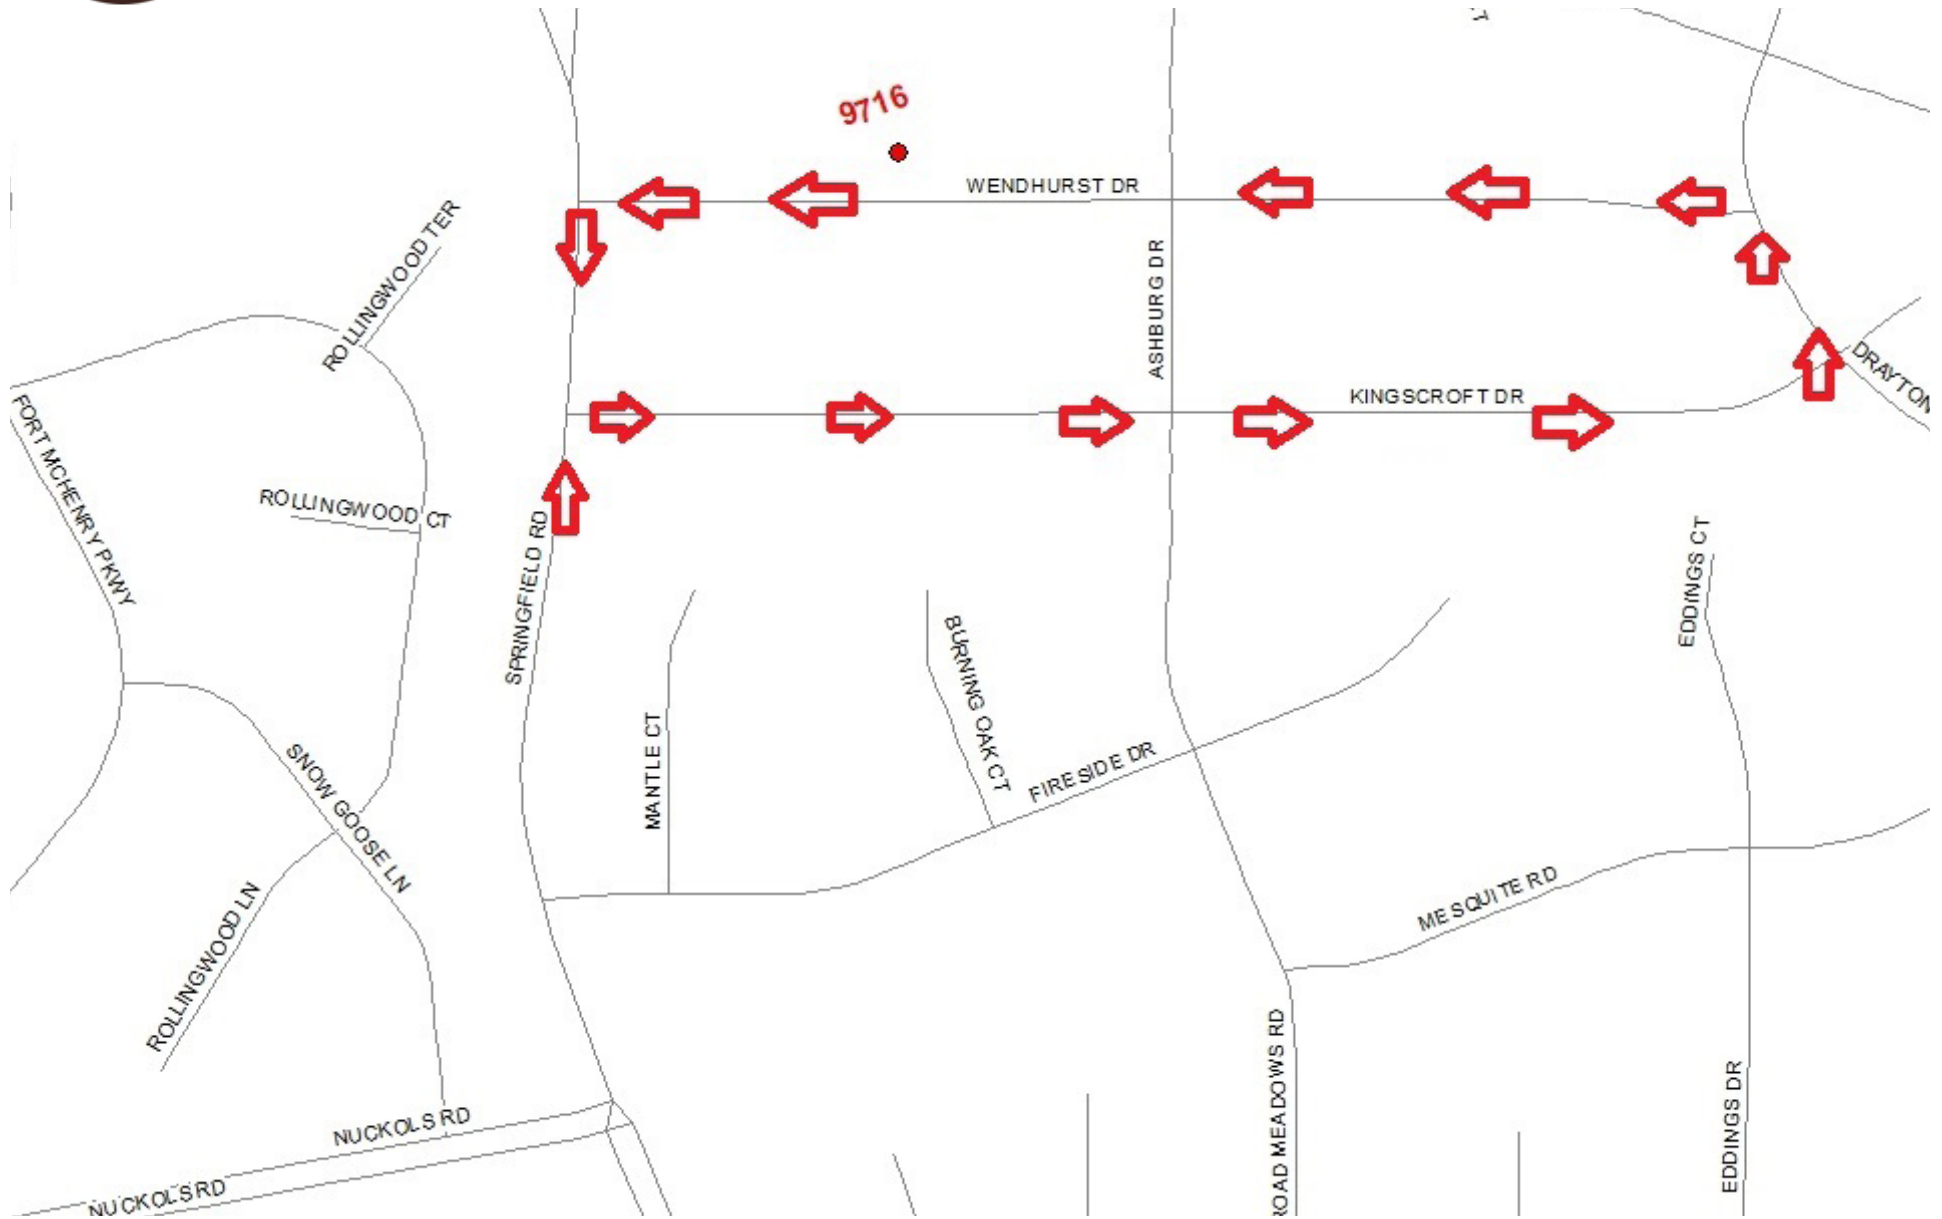 9716
WENDHURST DR
ROLLINGWOOD TER
ASHBURG DR
DRAYTON
KINGSCROFT DR
FORT MCHENRY PKWY
ROLLINGWOOD CT
SPRINGFIELD RD
EDDINGS CT
BURNING OAK CT
MANTLE CT
FIRESIDE DR
SNOW GOOSE LN
MESQUITE RD
ROLLINGWOOD LN
ROAD MEADOWS RD
EDDINGS DR
NUCKOLS RD
NUCKOLS RD